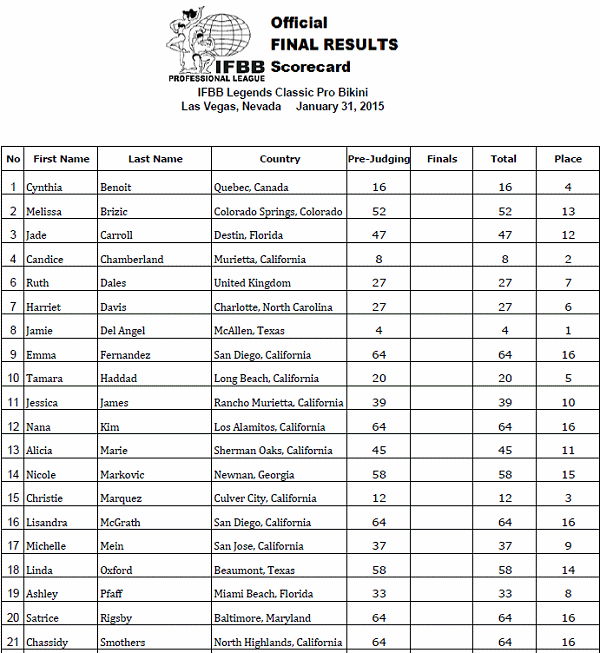 Official
FINAL RESULTS
Scorecard
IFBB
PROFESSIONAL LEAGUE
IFBB Legends Classic Pro Bikini
Las Vegas, Nevada January 31, 2015
No First Name Last Name Country Pre-Judging Finals Total Place
1 Cynthia Benoit Quebec, Canada 16 16 4
2 Melissa Brizic Colorado Springs, Colorado 52 52 13
3 Jade Carroll Destin, Florida 47 47 12
4 Candice Chamberland Murietta, California 8 8 2
6 Ruth Dales United Kingdom 27 27 7
7 Harriet Davis Charlotte, North Carolina 27 27 6
8 Jamie Del Angel McAllen, Texas 4 4 1
9 Emma Fernandez San Diego, California 64 64 16
10 Tamara Haddad Long Beach, California 20 20 5
11 Jessica James Rancho Murietta, California 39 39 10
12 Nana Kim Los Alamitos, California 64 64 16
13 Alicia Marie Sherman Oaks, California 45 45 11
14 Nicole Markovic Newnan, Georgia 58 58 15
15 Christie Marquez Culver City, California 12 12 3
16 Lisandra McGrath San Diego, California 64 64 16
17 Michelle Mein San Jose, California 37 37 9
18 Linda Oxford Beaumont, Texas 58 58 14
19 Ashley Pfaff Miami Beach, Florida 33 33 8
20 Satrice Rigsby Baltimore, Maryland 64 64 16
21 Chassidy Smothers North Highlands, California 64 64 16